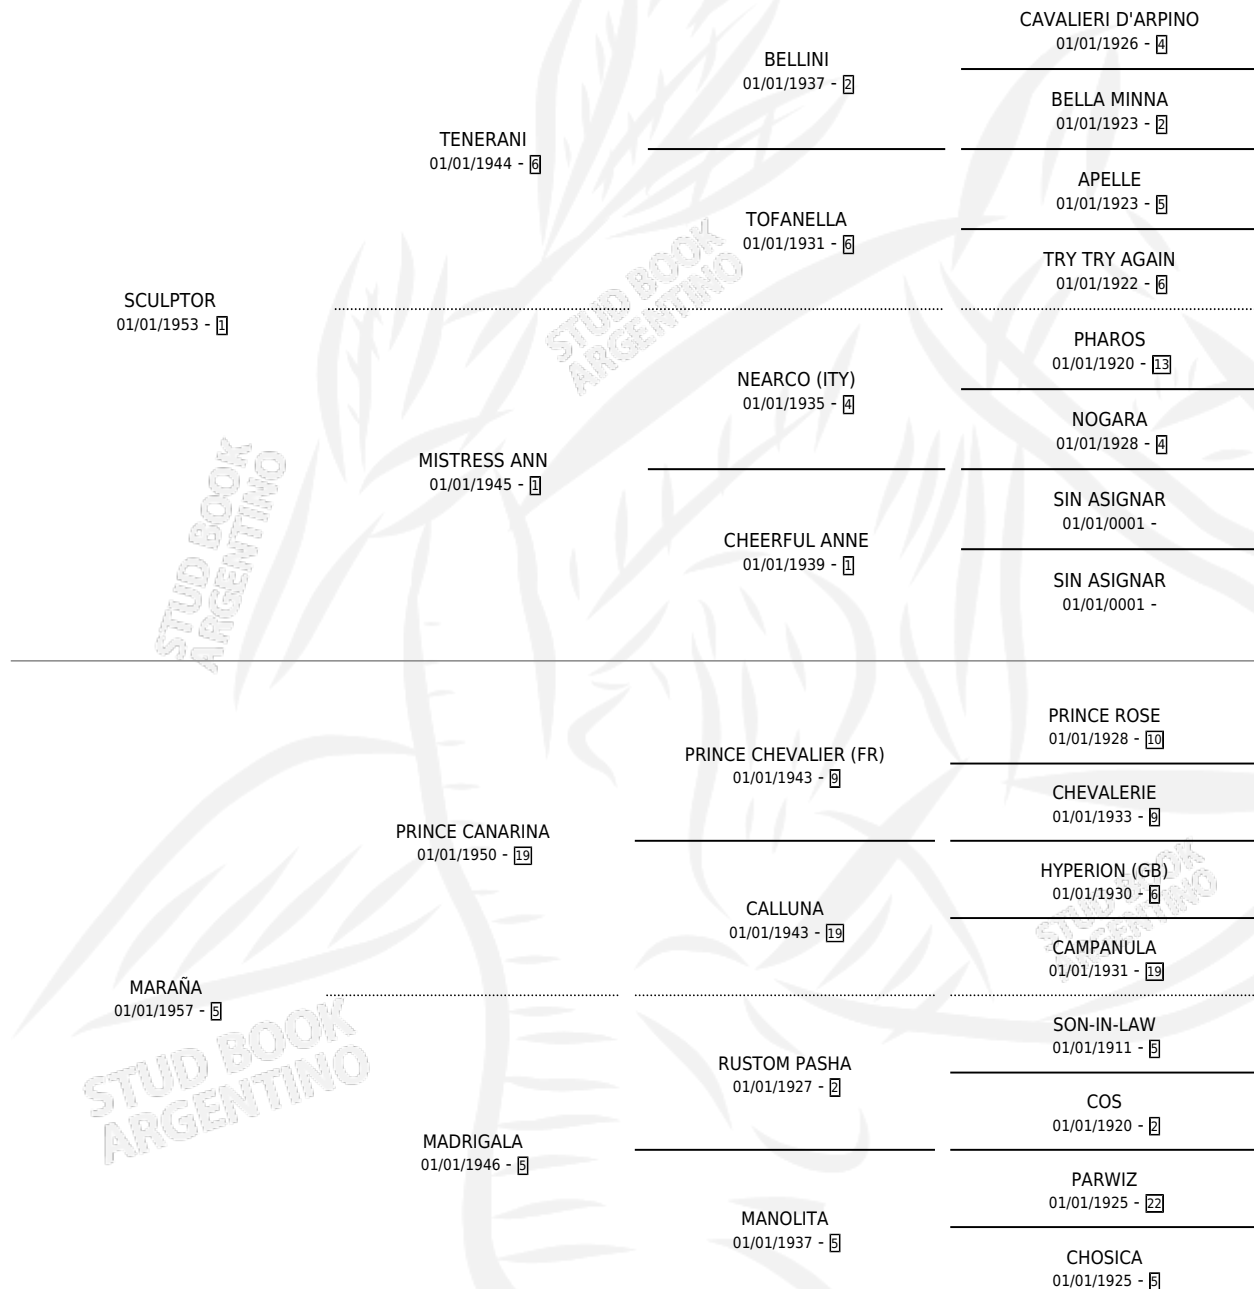 CAVALIERI D'ARPINO
01/01/1926 - 4
BELLINI
01/01/1937 - 2
BELLA MINNA
01/01/1923 - 2
TENERANI
01/01/1944 - 6
APELLE
01/01/1923 - 5
TOFANELLA
01/01/1931 - 6
TRY TRY AGAIN
01/01/1922 - 6
SCULPTOR
01/01/1953 - 1
PHAROS
01/01/1920 - 13
NEARCO (ITY)
01/01/1935 - 4
NOGARA
01/01/1928 - 4
MISTRESS ANN
01/01/1945 - 1
SIN ASIGNAR
01/01/0001 -
CHEERFUL ANNE
01/01/1939 - 1
SIN ASIGNAR
01/01/0001 -
PRINCE ROSE
01/01/1928 - 10
PRINCE CHEVALIER (FR)
01/01/1943 - 9
CHEVALERIE
01/01/1933 - 9
PRINCE CANARINA
01/01/1950 - 19
HYPERION (GB)
01/01/1930 - 6
CALLUNA
01/01/1943 - 19
CAMPANULA
01/01/1931 - 19
MARAÑA
01/01/1957 - 5
SON-IN-LAW
01/01/1911 - 5
RUSTOM PASHA
01/01/1927 - 2
COS
01/01/1920 - 2
MADRIGALA
01/01/1946 - 5
PARWIZ
01/01/1925 - 22
MANOLITA
01/01/1937 - 5
CHOSICA
01/01/1925 - 5
STUD BOOK
ARGENTINO
STUD BOOK
ARGENTINO
STUD BOOK
ARGENTINO
STUD BOOK
ARGENTINO